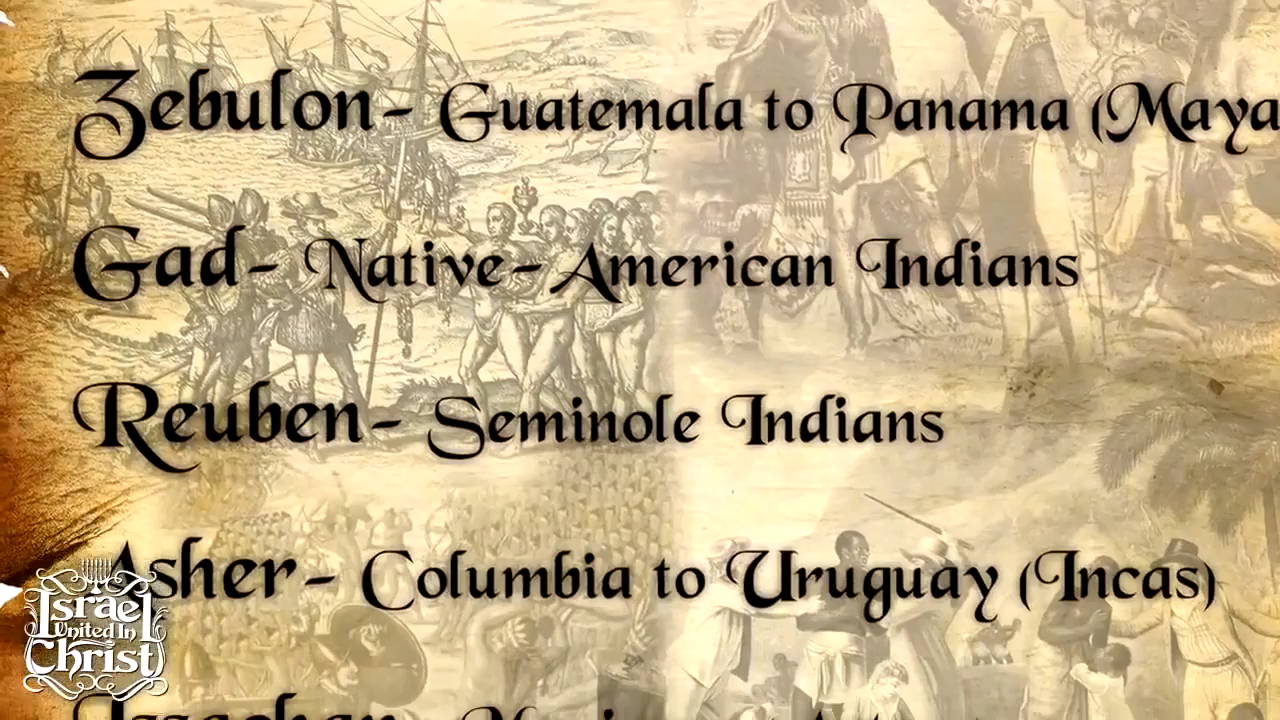 Zebulon- Guatemala to Panama (Maya
Gad- Native-American Indians
Reuben- Seminole Indians
Asher- Columbia to Uruguay (Incas)
Israel
United In
Christ